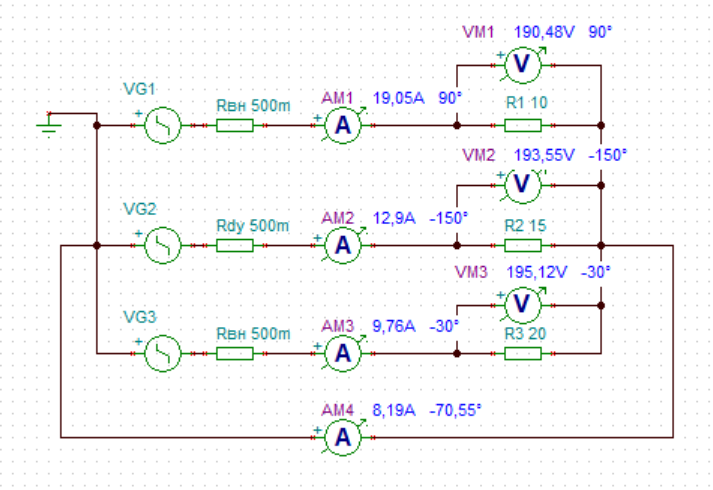 VM1 190,48V 90°
+ V
VG1
+
Rвн 500m
AM1 19,05A 90°
+ A
R1 10
VM2 193,55V -150°
+ V
VG2
+
Rdy 500m
AM2 12,9A -150°
+ A
R2 15
VM3 195,12V -30°
+ V
VG3
+
Rвн 500m
AM3 9,76A -30°
+ A
R3 20
AM4 8,19A -70,55°
+ A